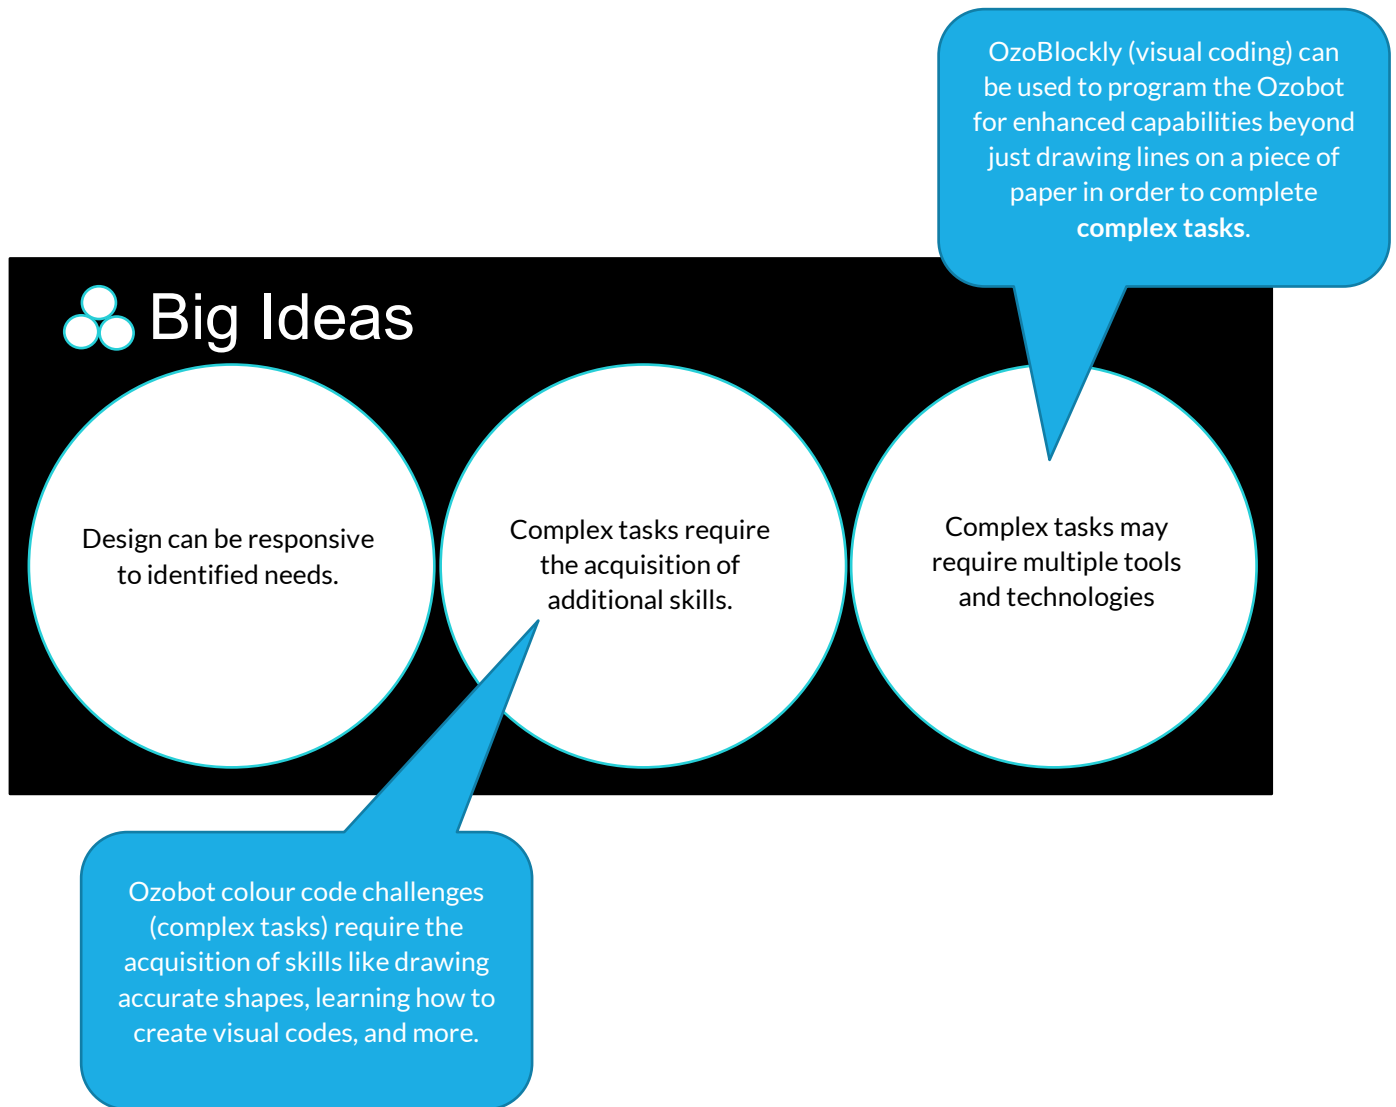 OzoBlockly (visual coding) can
be used to program the Ozobot
for enhanced capabilities beyond
just drawing lines on a piece of
paper in order to complete
complex tasks.
Big Ideas
Design can be responsive
to identified needs.
Complex tasks require
the acquisition of
additional skills.
Complex tasks may
require multiple tools
and technologies
Ozobot colour code challenges
(complex tasks) require the
acquisition of skills like drawing
accurate shapes, learning how to
create visual codes, and more.